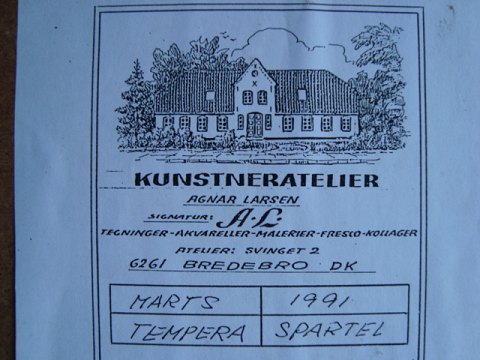 KUNSTNERATELIER
AGNAR LARSEN
SIGNATUR: A-L
TEGNINGER-AKVARELLER-MALERIER-FRESCO-KOLLAGER
ATELIER: SVINGET 2
6261 BREDEBRO DK
MARTS 1991
TEMPERA SPARTEL